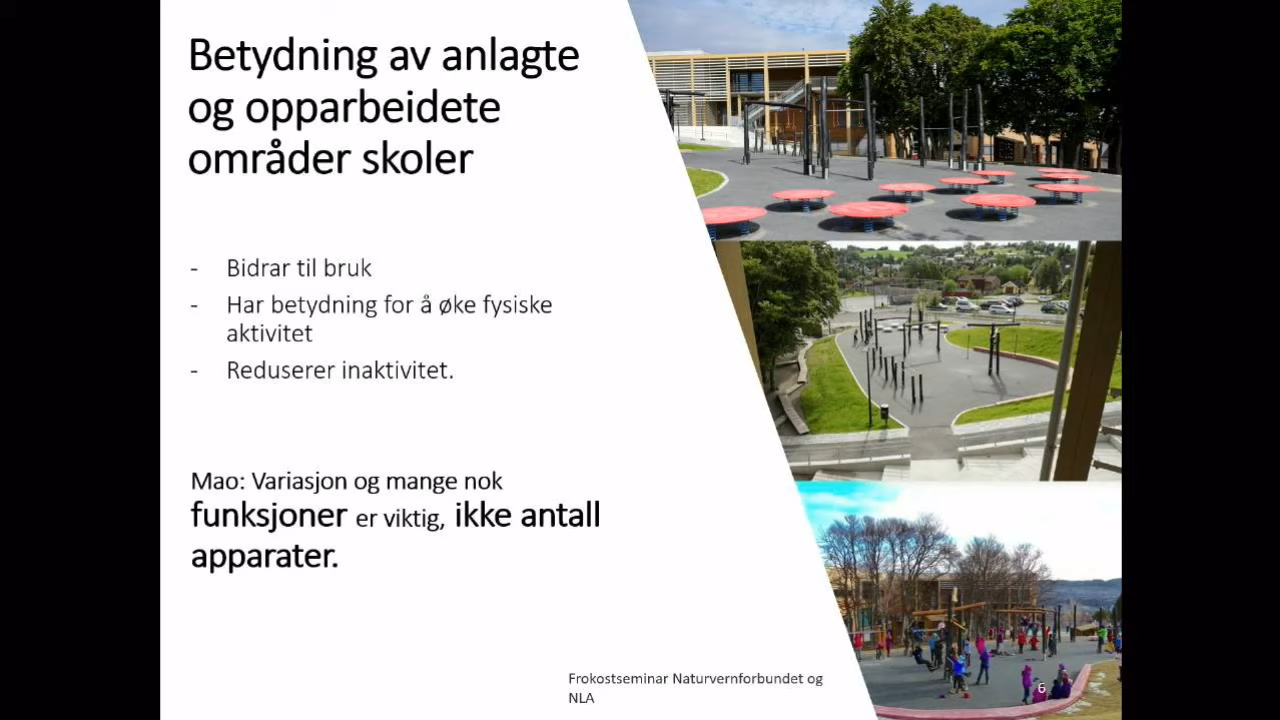 Betydning av anlagte
og opparbeidete
områder skoler
- Bidrar til bruk
- Har betydning for å øke fysiske
aktivitet
- Reduserer inaktivitet.
Mao: Variasjon og mange nok
funksjoner er viktig, ikke antall
apparater.
Frokostseminar Naturvernforbundet og
NLA
6